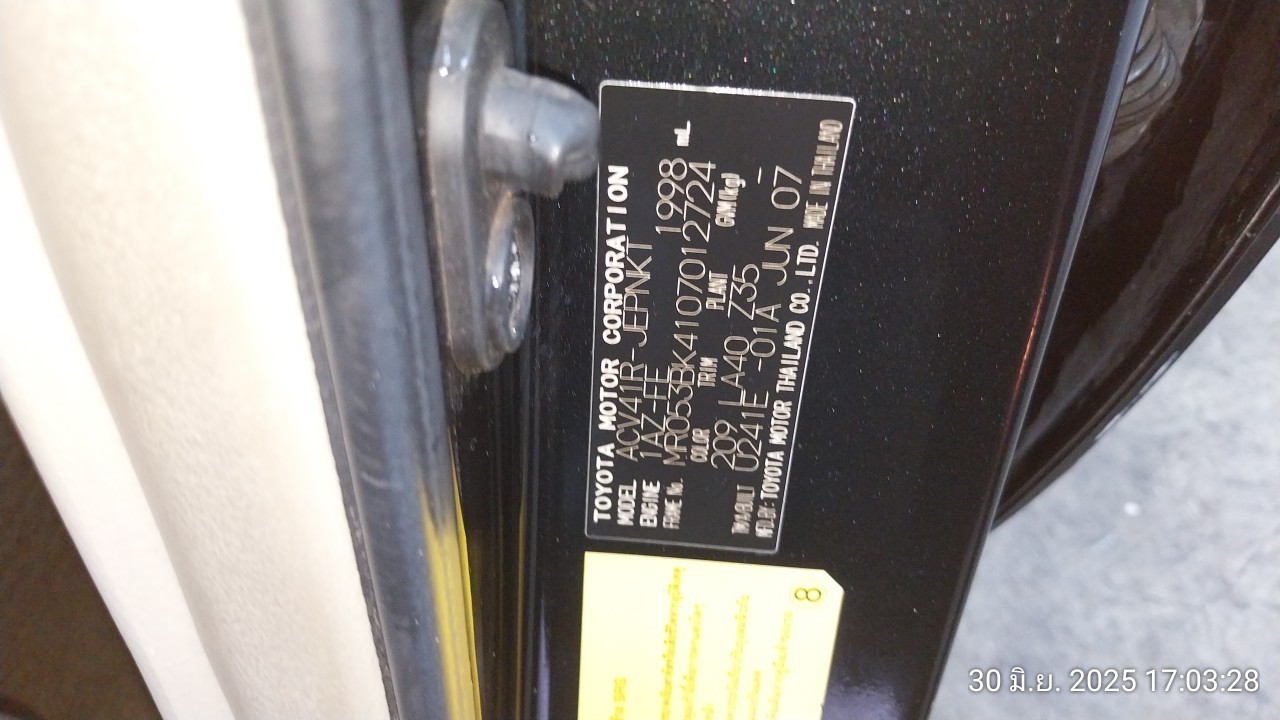 TOYOTA MOTOR CORPORATION
MODEL ACV41R-JEPNKT
ENGINE 1AZ-FE 1998 mL
FRAME No. MR053BK4107012724
COLOR TRIM PLANT GVM(kg)
209 LA40 Z35 -
TM/A·BUILT U241E -01A JUN 07
MFD.BY: TOYOTA MOTOR THAILAND CO.,LTD. MADE IN THAILAND
8
30 มิ.ย. 2025 17:03:28